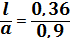 l/a = 0,36/0,9